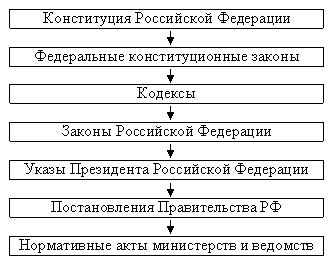 Конституция Российской Федерации
Федеральные конституционные законы
Кодексы
Законы Российской Федерации
Указы Президента Российской Федерации
Постановления Правительства РФ
Нормативные акты министерств и ведомств